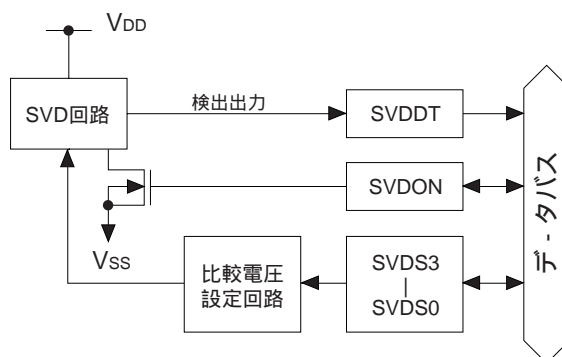 VDD
SVD回路
検出出力
SVDDT
SVDON
VSS
比較電圧
設定回路
SVDS3
|
SVDS0
データバス